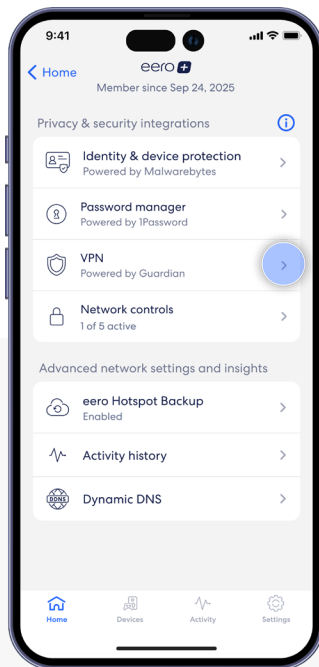 9:41
Home
eero +
Member since Sep 24, 2025
Privacy & security integrations
Identity & device protection
Powered by Malwarebytes
Password manager
Powered by 1Password
VPN
Powered by Guardian
Network controls
1 of 5 active
Advanced network settings and insights
eero Hotspot Backup
Enabled
Activity history
DDNS
Dynamic DNS
Home
Devices
Activity
Settings